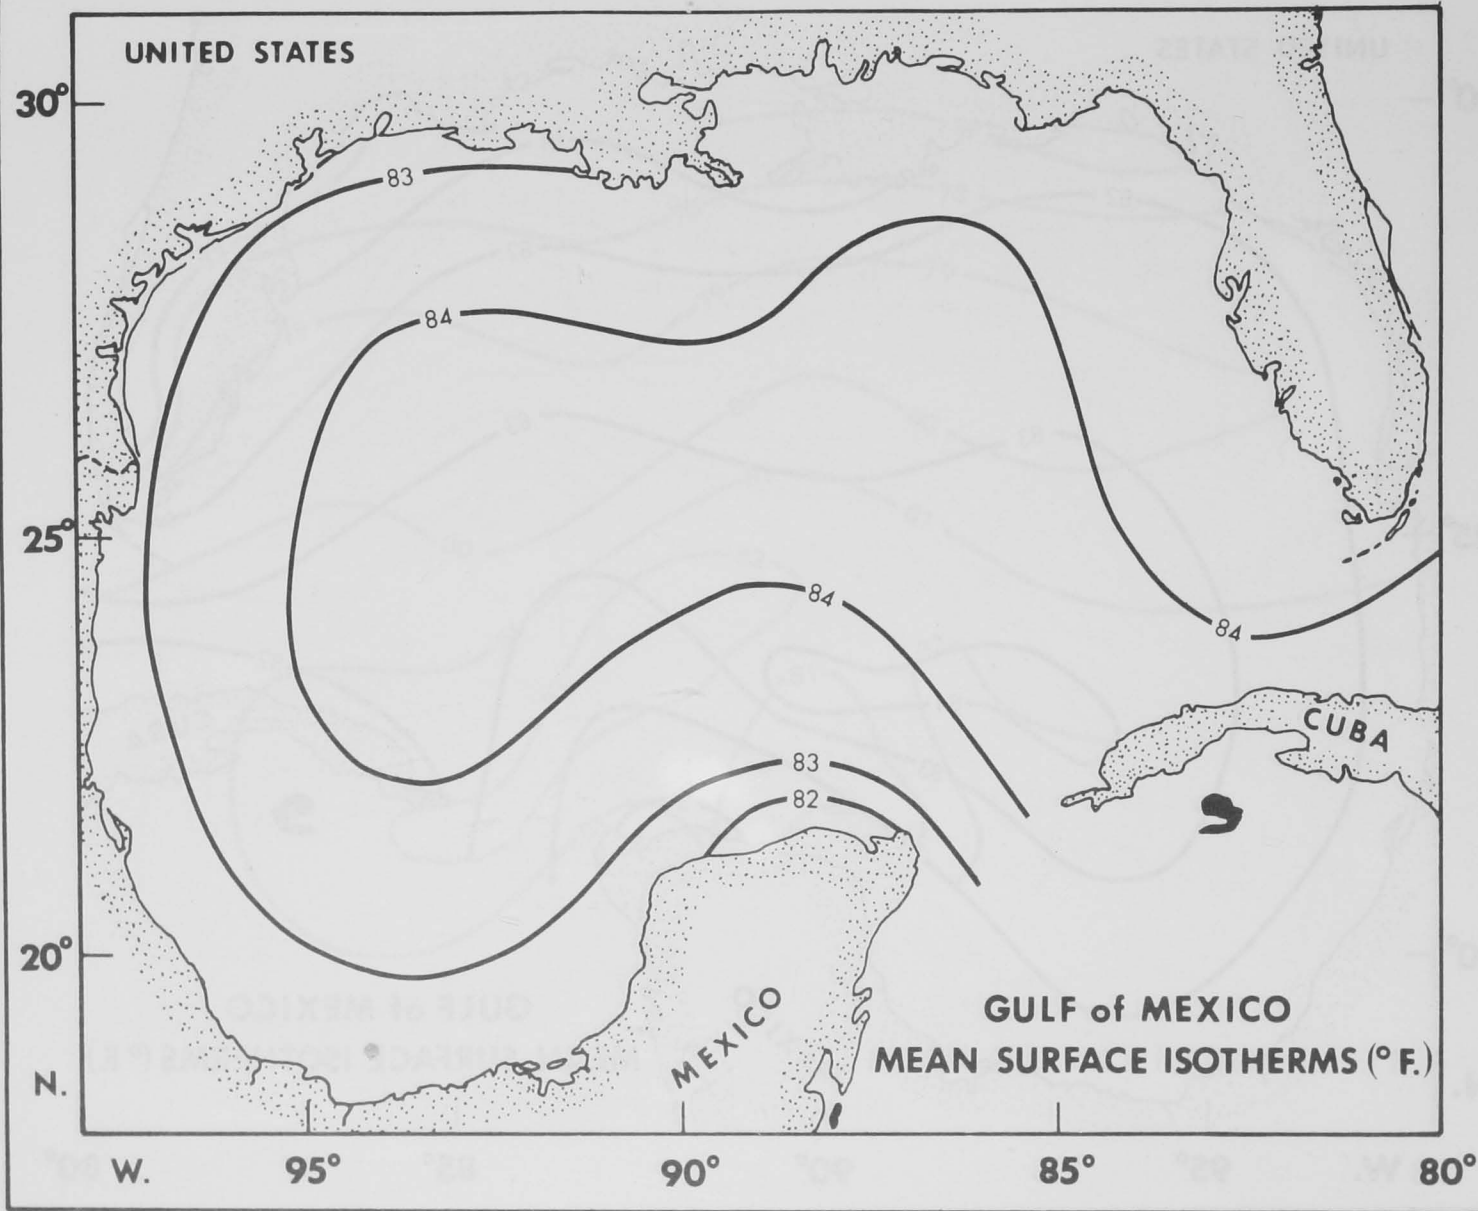 UNITED STATES
30°
83
84
25°
84
84
CUBA
83
82
20°
MEXICO
GULF of MEXICO
MEAN SURFACE ISOTHERMS (° F.)
N.
W.
95°
90°
85°
80°